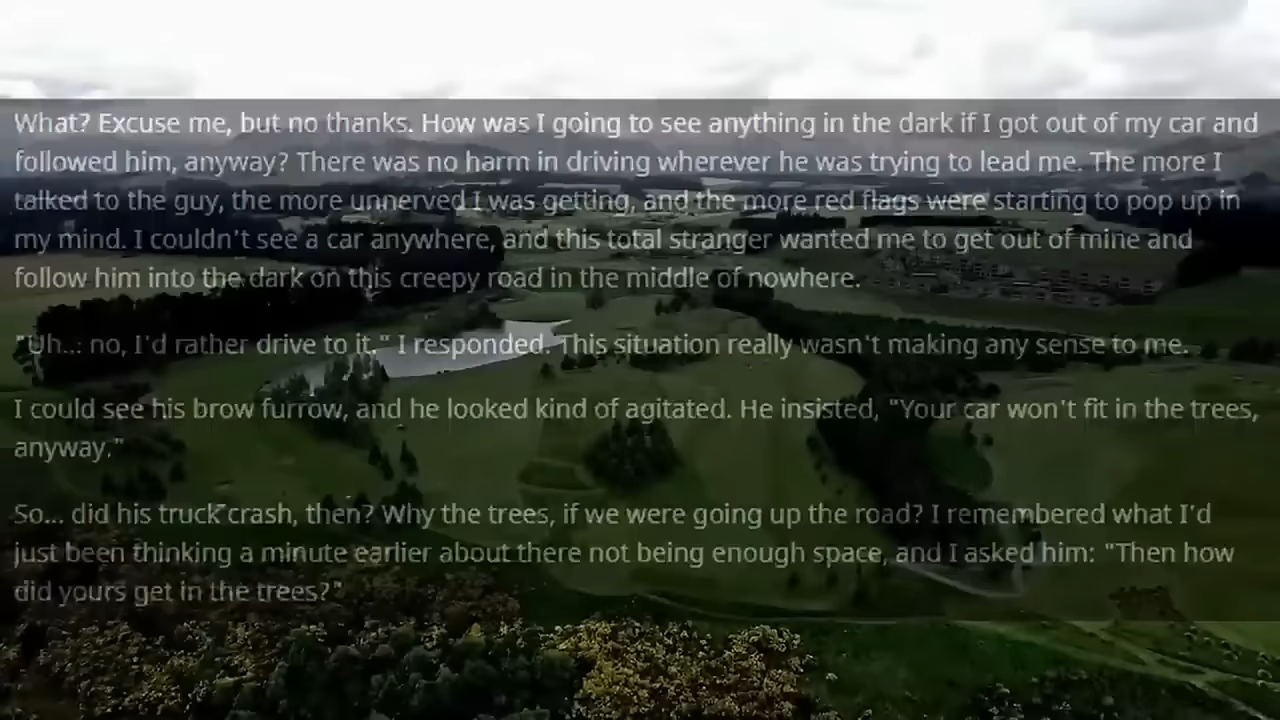 What? Excuse me, but no thanks. How was I going to see anything in the dark if I got out of my car and
followed him, anyway? There was no harm in driving wherever he was trying to lead me. The more I
talked to the guy, the more unnerved I was getting, and the more red flags were starting to pop up in
my mind. I couldn't see a car anywhere, and this total stranger wanted me to get out of mine and
follow him into the dark on this creepy road in the middle of nowhere.
"Uh... no, I'd rather drive to it." I responded. This situation really wasn't making any sense to me.
I could see his brow furrow, and he looked kind of agitated. He insisted, "Your car won't fit in the trees,
anyway."
So... did his truck crash, then? Why the trees, if we were going up the road? I remembered what I'd
just been thinking a minute earlier about there not being enough space, and I asked him: "Then how
did yours get in the trees?"